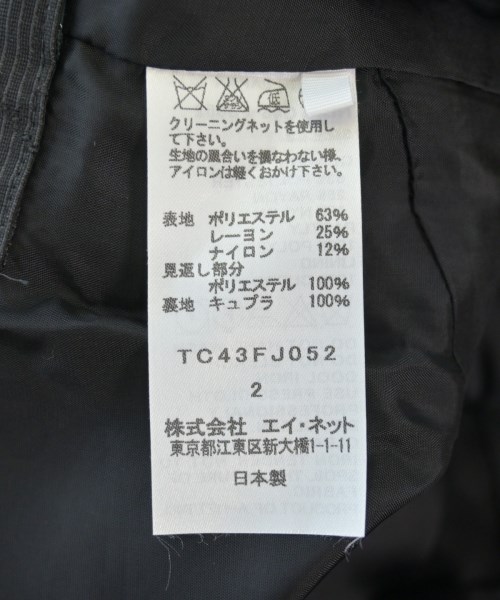 低
クリーニングネットを使用し
て下さい。
生地の風合いを損なわない様、
アイロンは軽くおかけ下さい。
表地 ポリエステル 63%
レーヨン 25%
ナイロン 12%
見返し部分
ポリエステル 100%
裏地 キュプラ 100%
TC43FJ052
2
株式会社 エイ・ネット
東京都江東区新大橋1-1-11
日本製